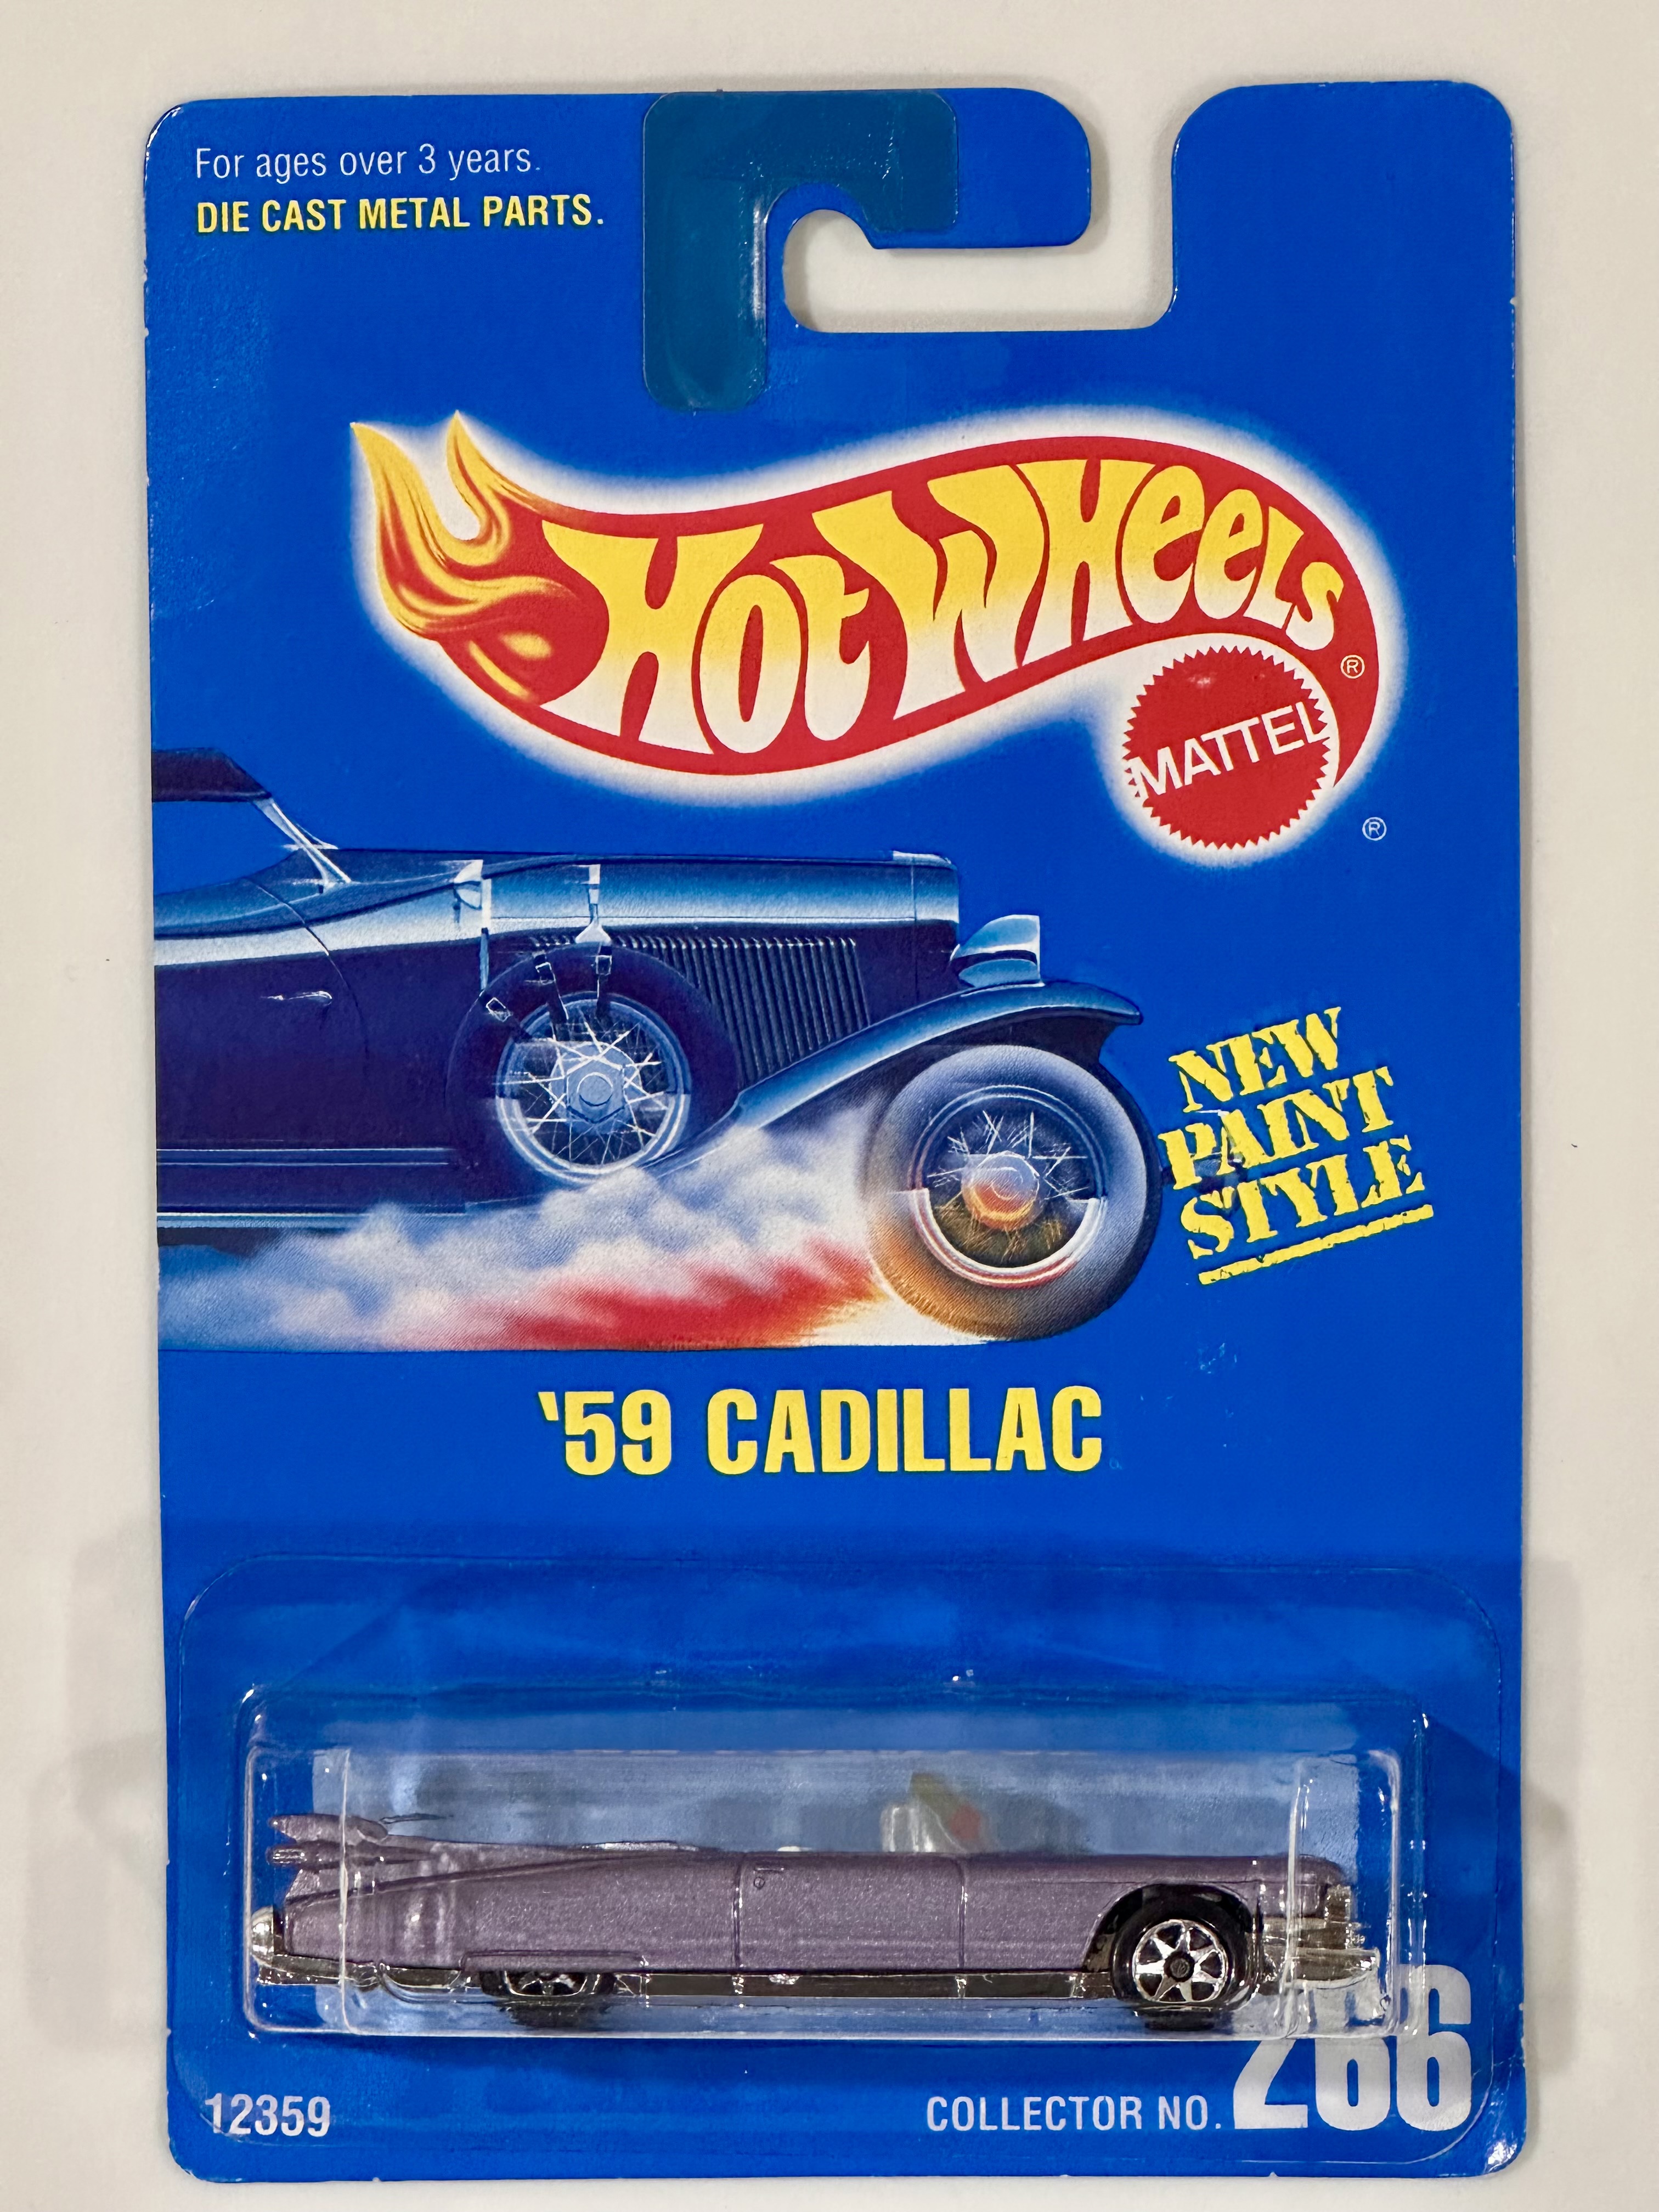 For ages over 3 years.
DIE CAST METAL PARTS.
Hot Wheels ®
MATTEL
®
NEW
PAINT
STYLE
'59 CADILLAC
12359
COLLECTOR NO. 266